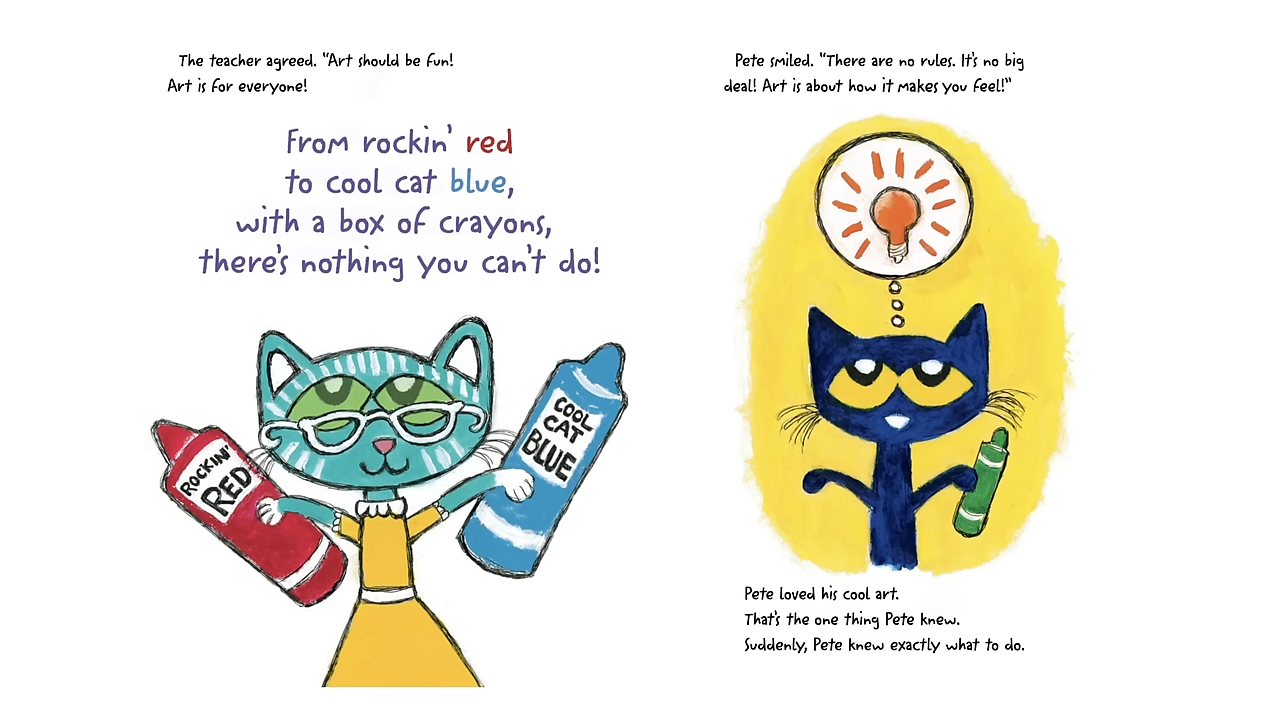 The teacher agreed. "Art should be fun!
Art is for everyone!
From rockin' red
to cool cat blue,
with a box of crayons,
there's nothing you can't do!
ROCKIN'
RED
COOL
CAT
BLUE
Pete smiled. "There are no rules. It's no big
deal! Art is about how it makes you feel!"
Pete loved his cool art.
That's the one thing Pete knew.
Suddenly, Pete knew exactly what to do.